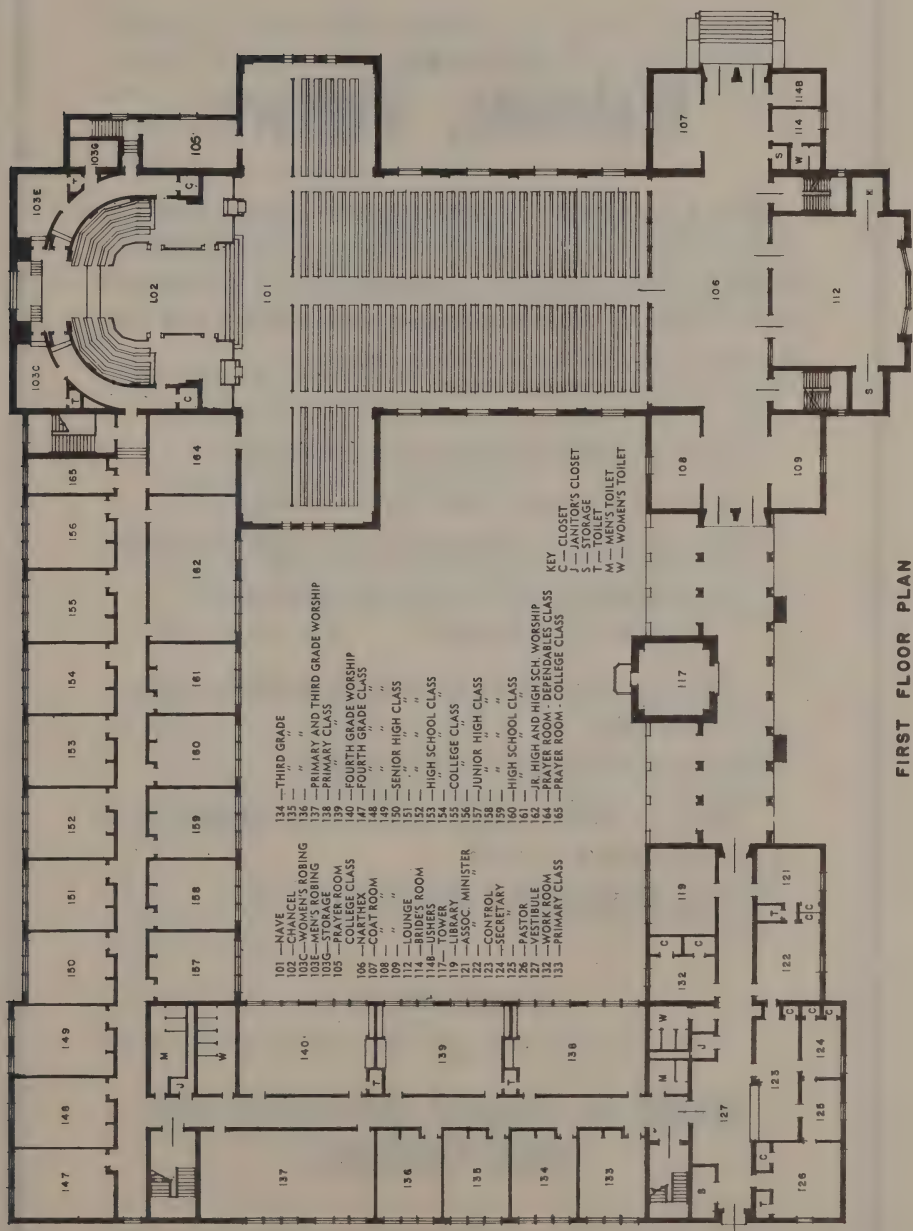 103E
103G
T
105
107
114B
114
S
W
102
C
101
106
112
E
103C
T
C
S
165
164
108
109
156
155
162
154
161
153
160
152
159
151
158
150
157
117
149
148
147
M
J
W
140
T
139
T
138
137
136
135
134
133
132
C
C
119
121
T
C
C
122
W
J
M
127
S
123
C
C
C
124
125
C
T
126
101—NAVE
102—CHANCEL
103C—WOMEN'S ROBING
103E—MEN'S ROBING
103G—STORAGE
105—PRAYER ROOM
COLLEGE CLASS
106—NARTHEX
107—COAT ROOM
108— " "
109— " "
112—LOUNGE
114—BRIDE'S ROOM
114B—USHERS
117—TOWER
119—LIBRARY
121—ASSOC. MINISTER
122— " "
123—CONTROL
124—SECRETARY
125— "
126—PASTOR
127—VESTIBULE
132—WORK ROOM
133—PRIMARY CLASS
134—THIRD GRADE
135— " "
136— " "
137—PRIMARY AND THIRD GRADE WORSHIP
138—PRIMARY CLASS
139— " "
140—FOURTH GRADE WORSHIP
147—FOURTH GRADE CLASS
148— " " "
149— " " "
150—SENIOR HIGH CLASS
151— " " "
152— " " "
153—HIGH SCHOOL CLASS
154— " " "
155—COLLEGE CLASS
156— " "
157—JUNIOR HIGH CLASS
158— " " "
159— " " "
160—HIGH SCHOOL CLASS
161— " " "
162—JR. HIGH AND HIGH SCH. WORSHIP
164—PRAYER ROOM - DEPENDABLES CLASS
165—PRAYER ROOM - COLLEGE CLASS
KEY
C—CLOSET
J—JANITOR'S CLOSET
S—STORAGE
T—TOILET
M—MEN'S TOILET
W—WOMEN'S TOILET
FIRST FLOOR PLAN